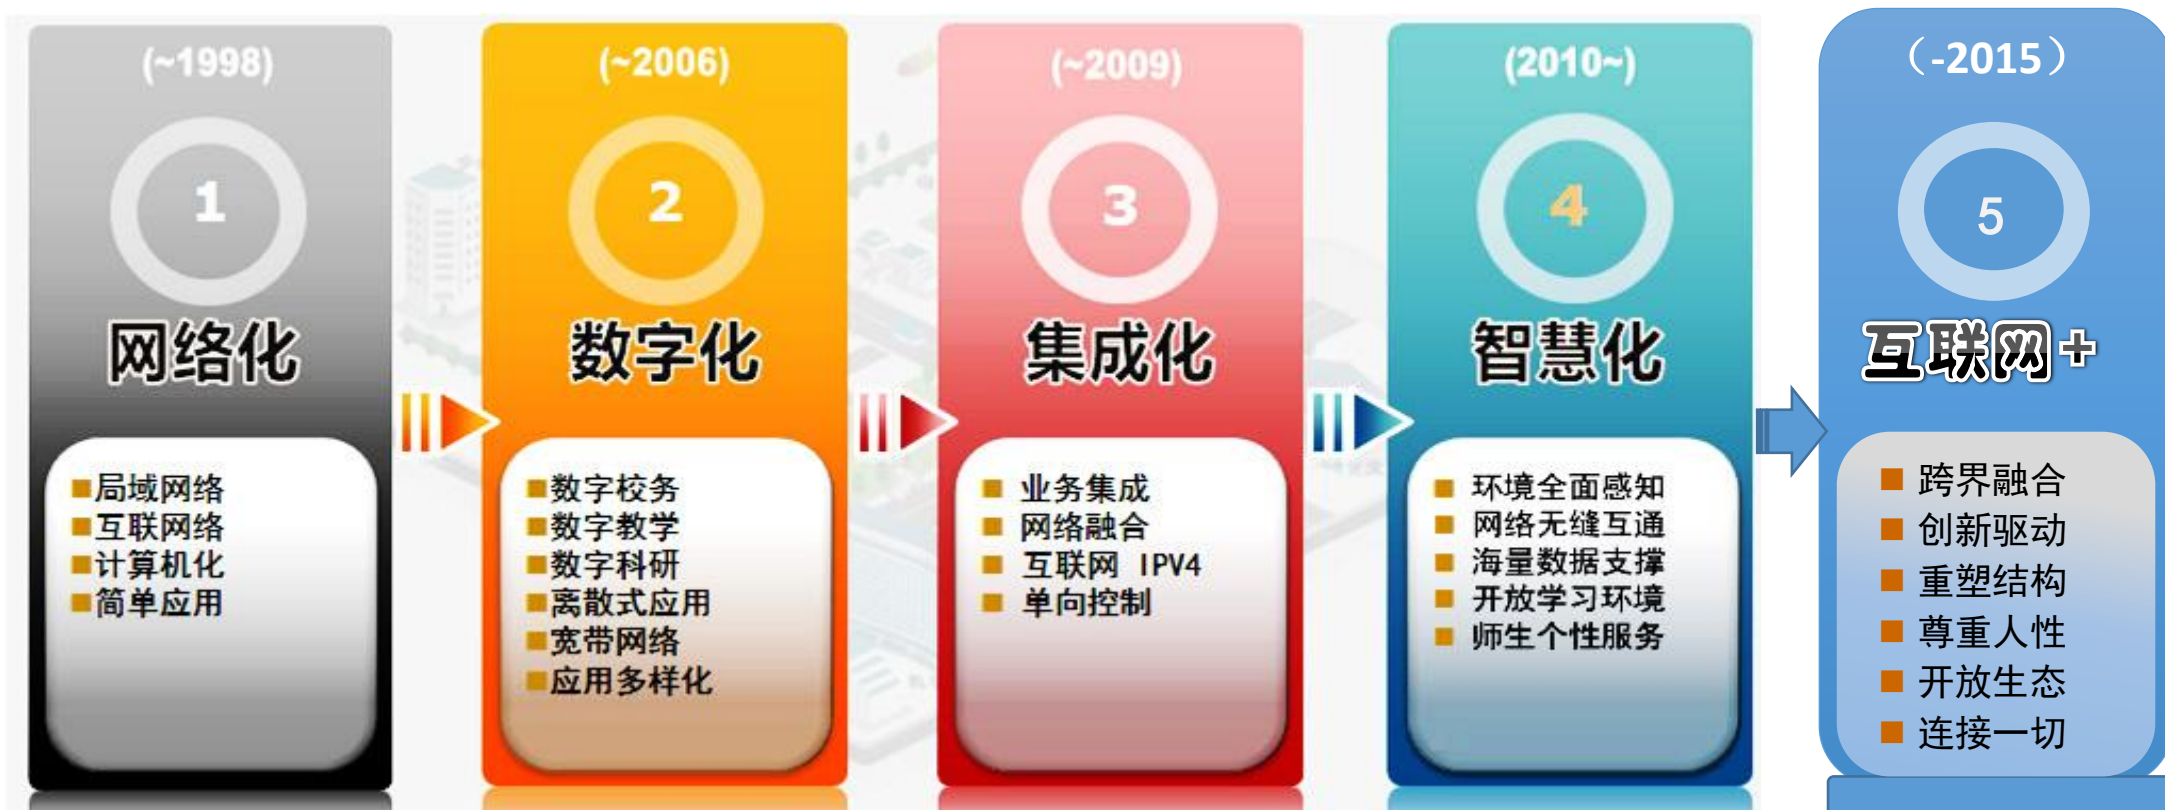 (~1998)
1
网络化
局域网络
互联网络
计算机化
简单应用
(~2006)
2
数字化
数字校务
数字教学
数字科研
离散式应用
宽带网络
应用多样化
(~2009)
3
集成化
业务集成
网络融合
互联网 IPV4
单向控制
(2010~)
4
智慧化
环境全面感知
网络无缝互通
海量数据支撑
开放学习环境
师生个性服务
（-2015）
5
互联网+
跨界融合
创新驱动
重塑结构
尊重人性
开放生态
连接一切